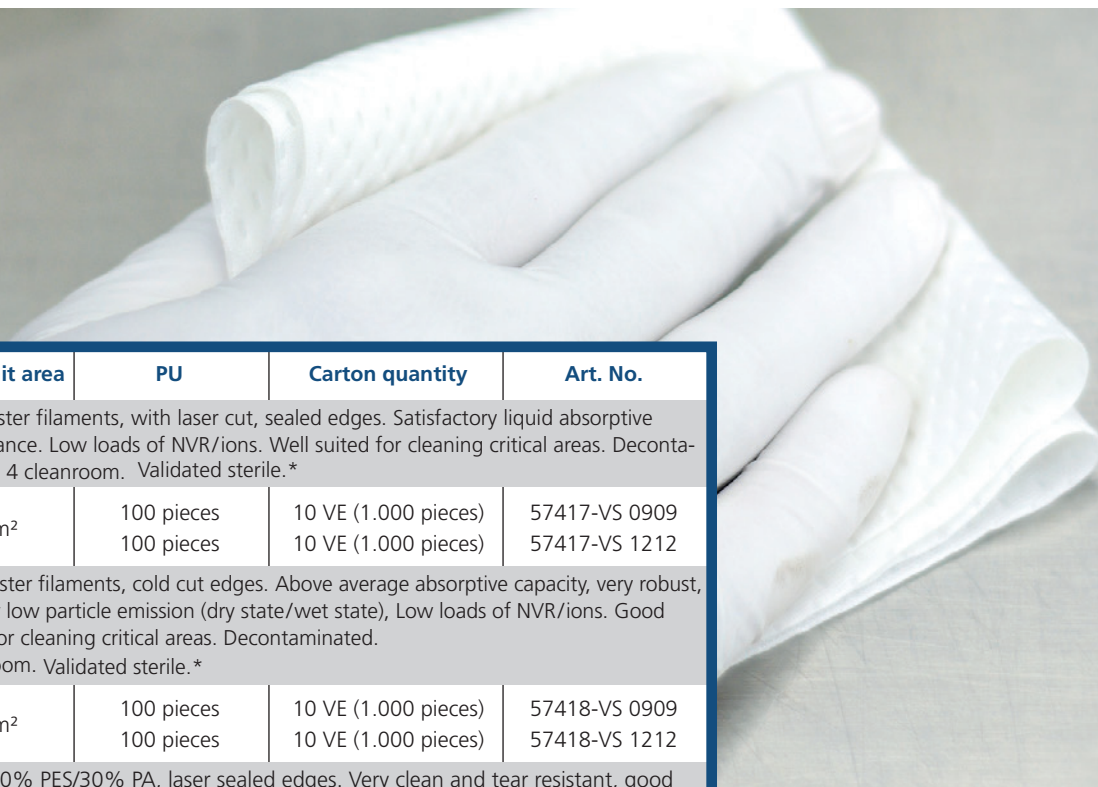 it area PU Carton quantity Art. No.
ster filaments, with laser cut, sealed edges. Satisfactory liquid absorptive
ance. Low loads of NVR/ions. Well suited for cleaning critical areas. Deconta-
4 cleanroom. Validated sterile.*
m² 100 pieces 10 VE (1.000 pieces) 57417-VS 0909
100 pieces 10 VE (1.000 pieces) 57417-VS 1212
ster filaments, cold cut edges. Above average absorptive capacity, very robust,
low particle emission (dry state/wet state), Low loads of NVR/ions. Good
or cleaning critical areas. Decontaminated.
oom. Validated sterile.*
m² 100 pieces 10 VE (1.000 pieces) 57418-VS 0909
100 pieces 10 VE (1.000 pieces) 57418-VS 1212
0% PES/30% PA, laser sealed edges. Very clean and tear resistant, good